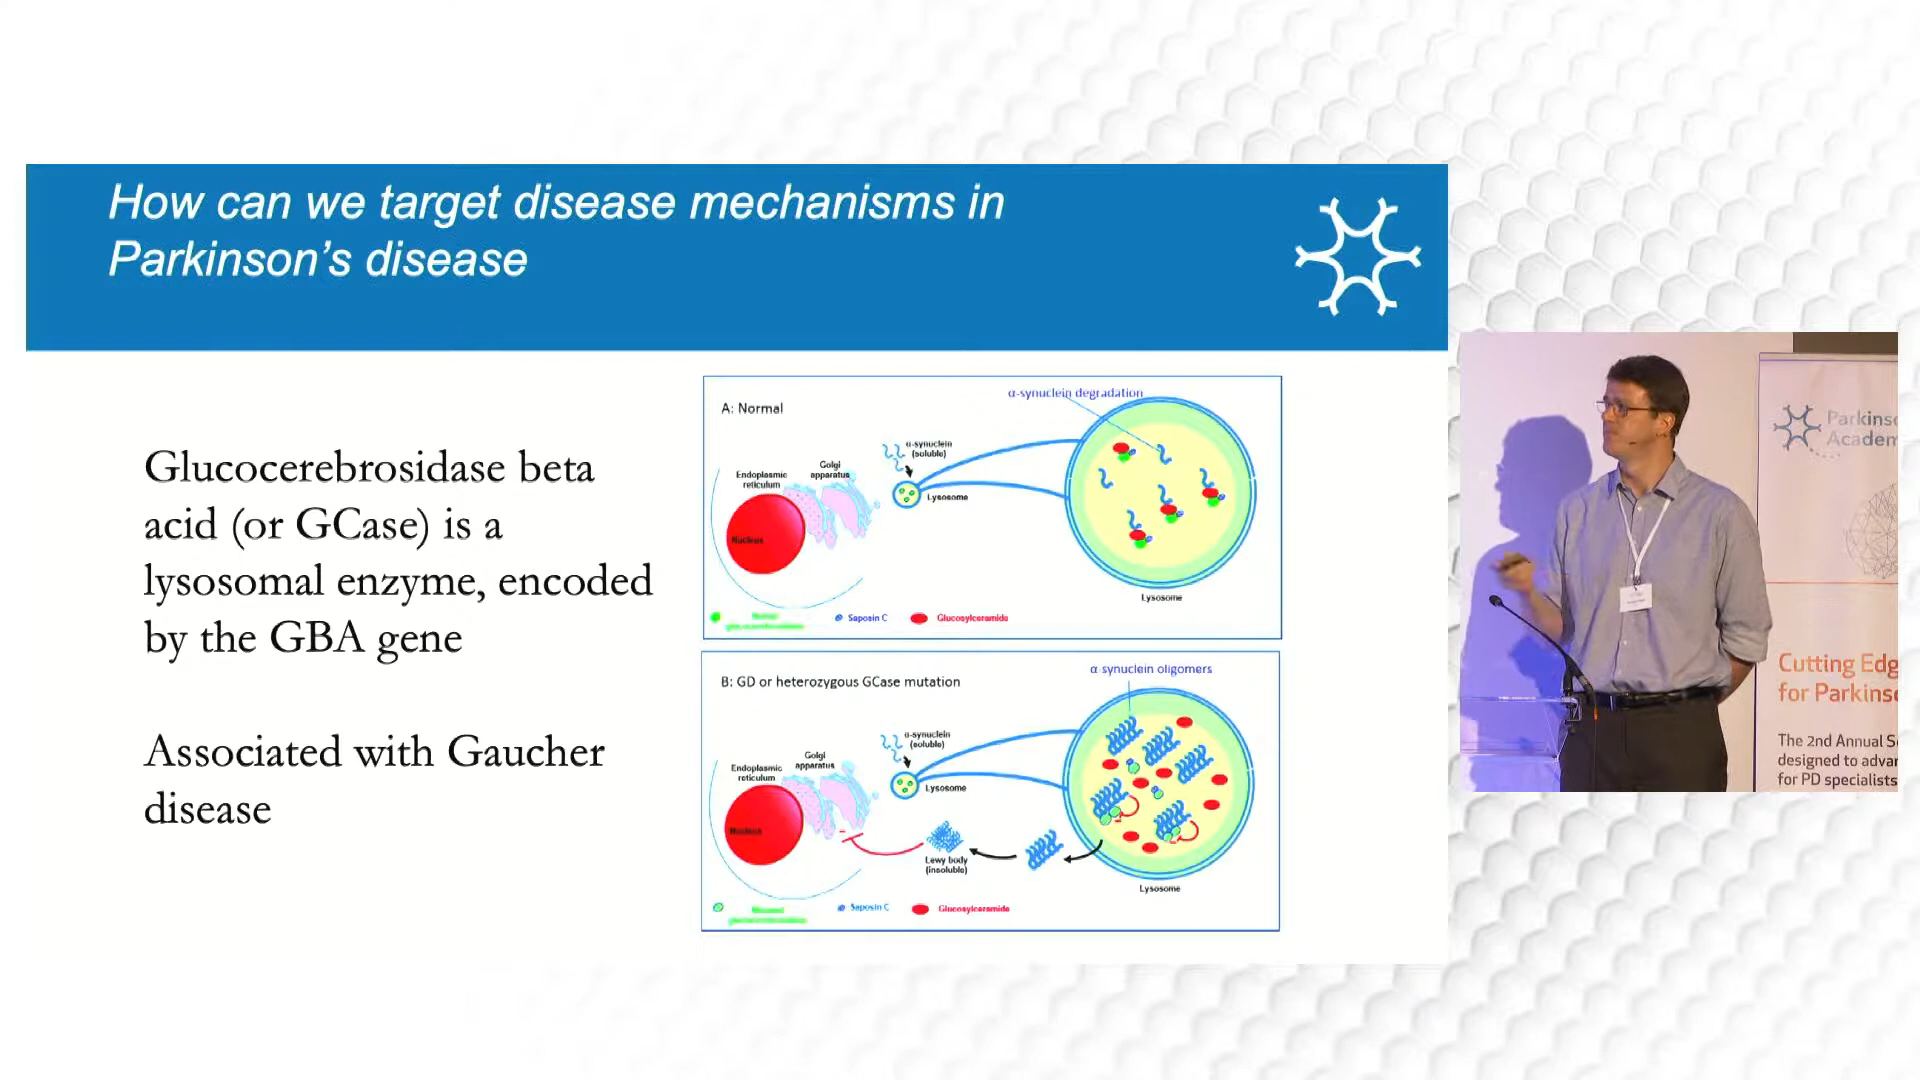 How can we target disease mechanisms in
Parkinson's disease
Glucocerebrosidase beta
acid (or GCase) is a
lysosomal enzyme, encoded
by the GBA gene
Associated with Gaucher
disease
α-synuclein degradation
A: Normal
α-synuclein
(soluble)
Golgi
apparatus
Endoplasmic
reticulum
Lysosome
Nucleus
Lysosome
Saposin C
Glucosylceramide
α synuclein oligomers
B: GD or heterozygous GCase mutation
α-synuclein
(soluble)
Golgi
apparatus
Endoplasmic
reticulum
Lysosome
Nucleus
Lewy body
(insoluble)
Lysosome
Saposin C
Glucosylceramide
Parkins
Academ
Cutting Edg
for Parkins
The 2nd Annual S
designed to advan
for PD specialists